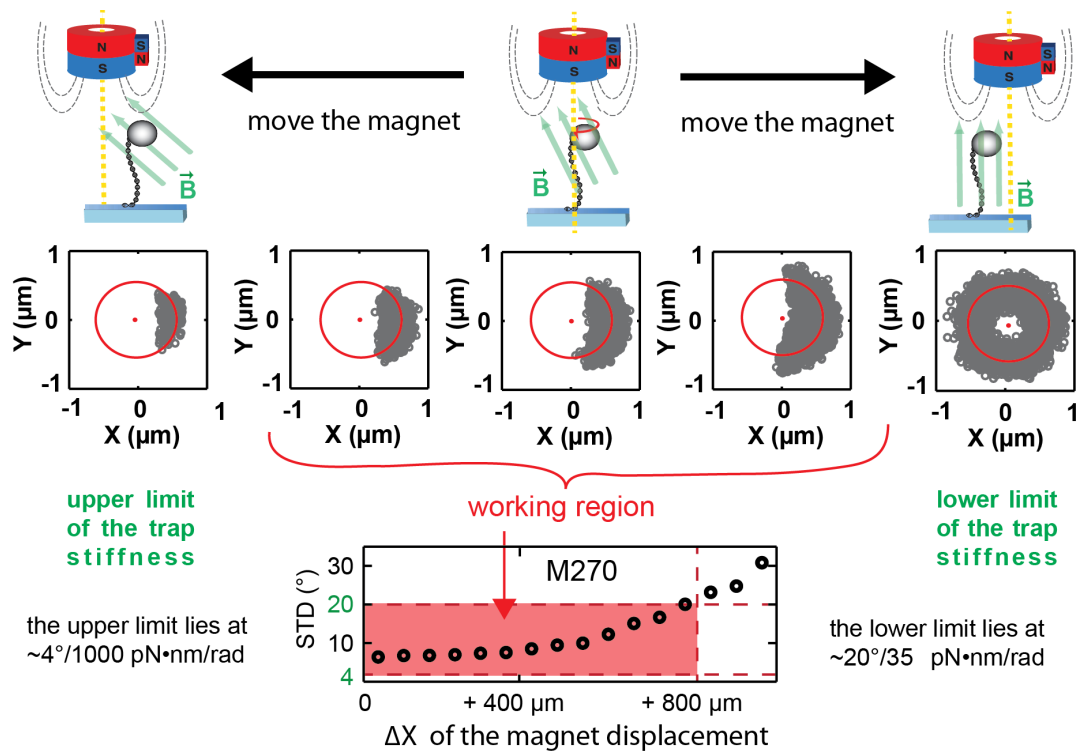 N
S
S
N
N
S
S
N
N
S
S
N
move the magnet
move the magnet
B
B
B
1
0
-1
Y (µm)
-1
0
1
X (µm)
1
0
-1
Y (µm)
-1
0
1
X (µm)
1
0
-1
Y (µm)
-1
0
1
X (µm)
1
0
-1
Y (µm)
-1
0
1
X (µm)
1
0
-1
Y (µm)
-1
0
1
X (µm)
upper limit
of the trap
stiffness
working region
lower limit
of the trap
stiffness
the upper limit lies at
~4°/1000 pN•nm/rad
M270
STD (°)
30
20
10
4
0
+ 400 µm
+ 800 µm
ΔX of the magnet displacement
the lower limit lies at
~20°/35 pN•nm/rad